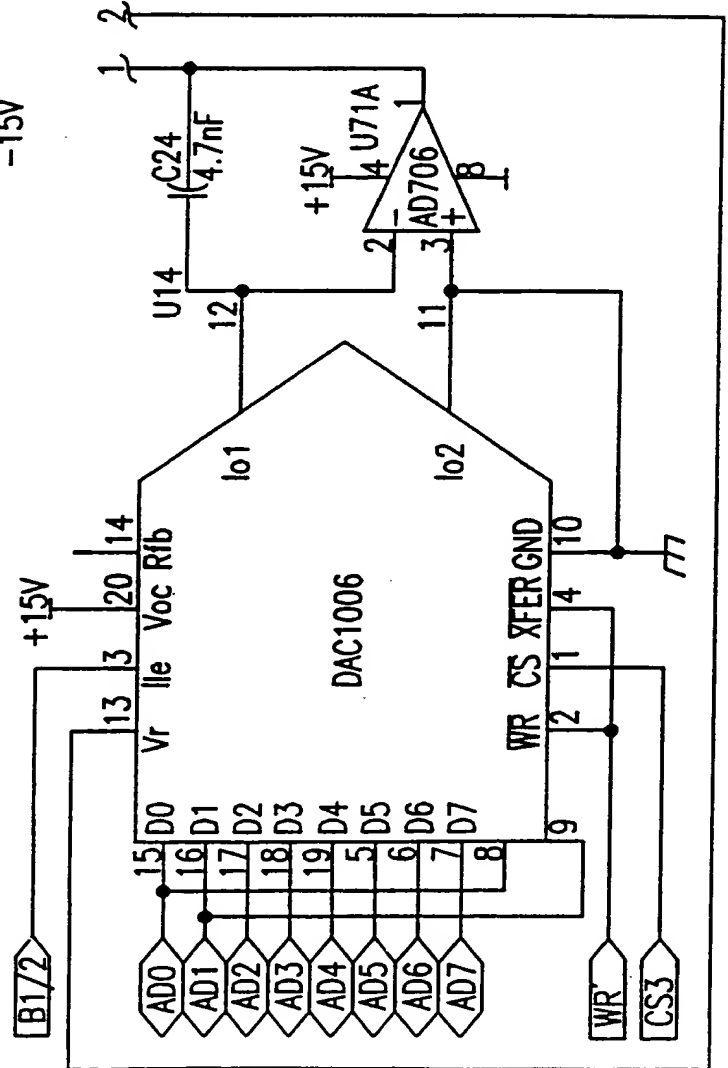 2
1
-15V
C24
4.7nF
U14
+15V
4
U71A
1
2
-
AD706
3
+
8
12
11
Io1
Io2
+15V
13
3
20
14
Vr
Ile
Voc
Rfb
DAC1006
B1/2
AD0
15
D0
AD1
16
D1
AD2
17
D2
AD3
18
D3
AD4
19
D4
AD5
5
D5
AD6
6
D6
AD7
7
D7
8
9
WR
CS
XFER
GND
2
1
4
10
WR'
CS3